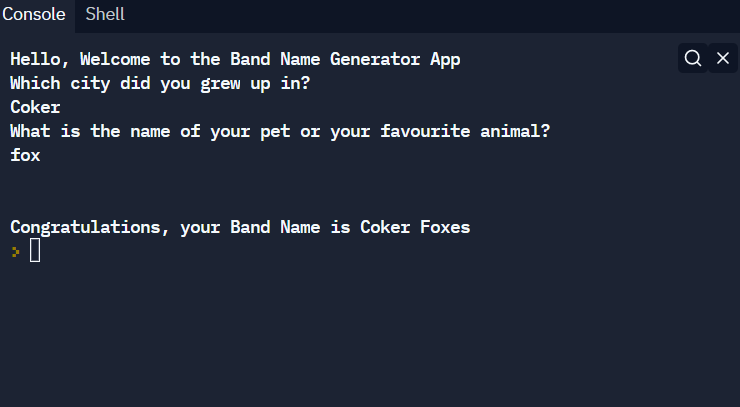 Console Shell
Hello, Welcome to the Band Name Generator App
Which city did you grew up in?
Coker
What is the name of your pet or your favourite animal?
fox
Congratulations, your Band Name is Coker Foxes
>